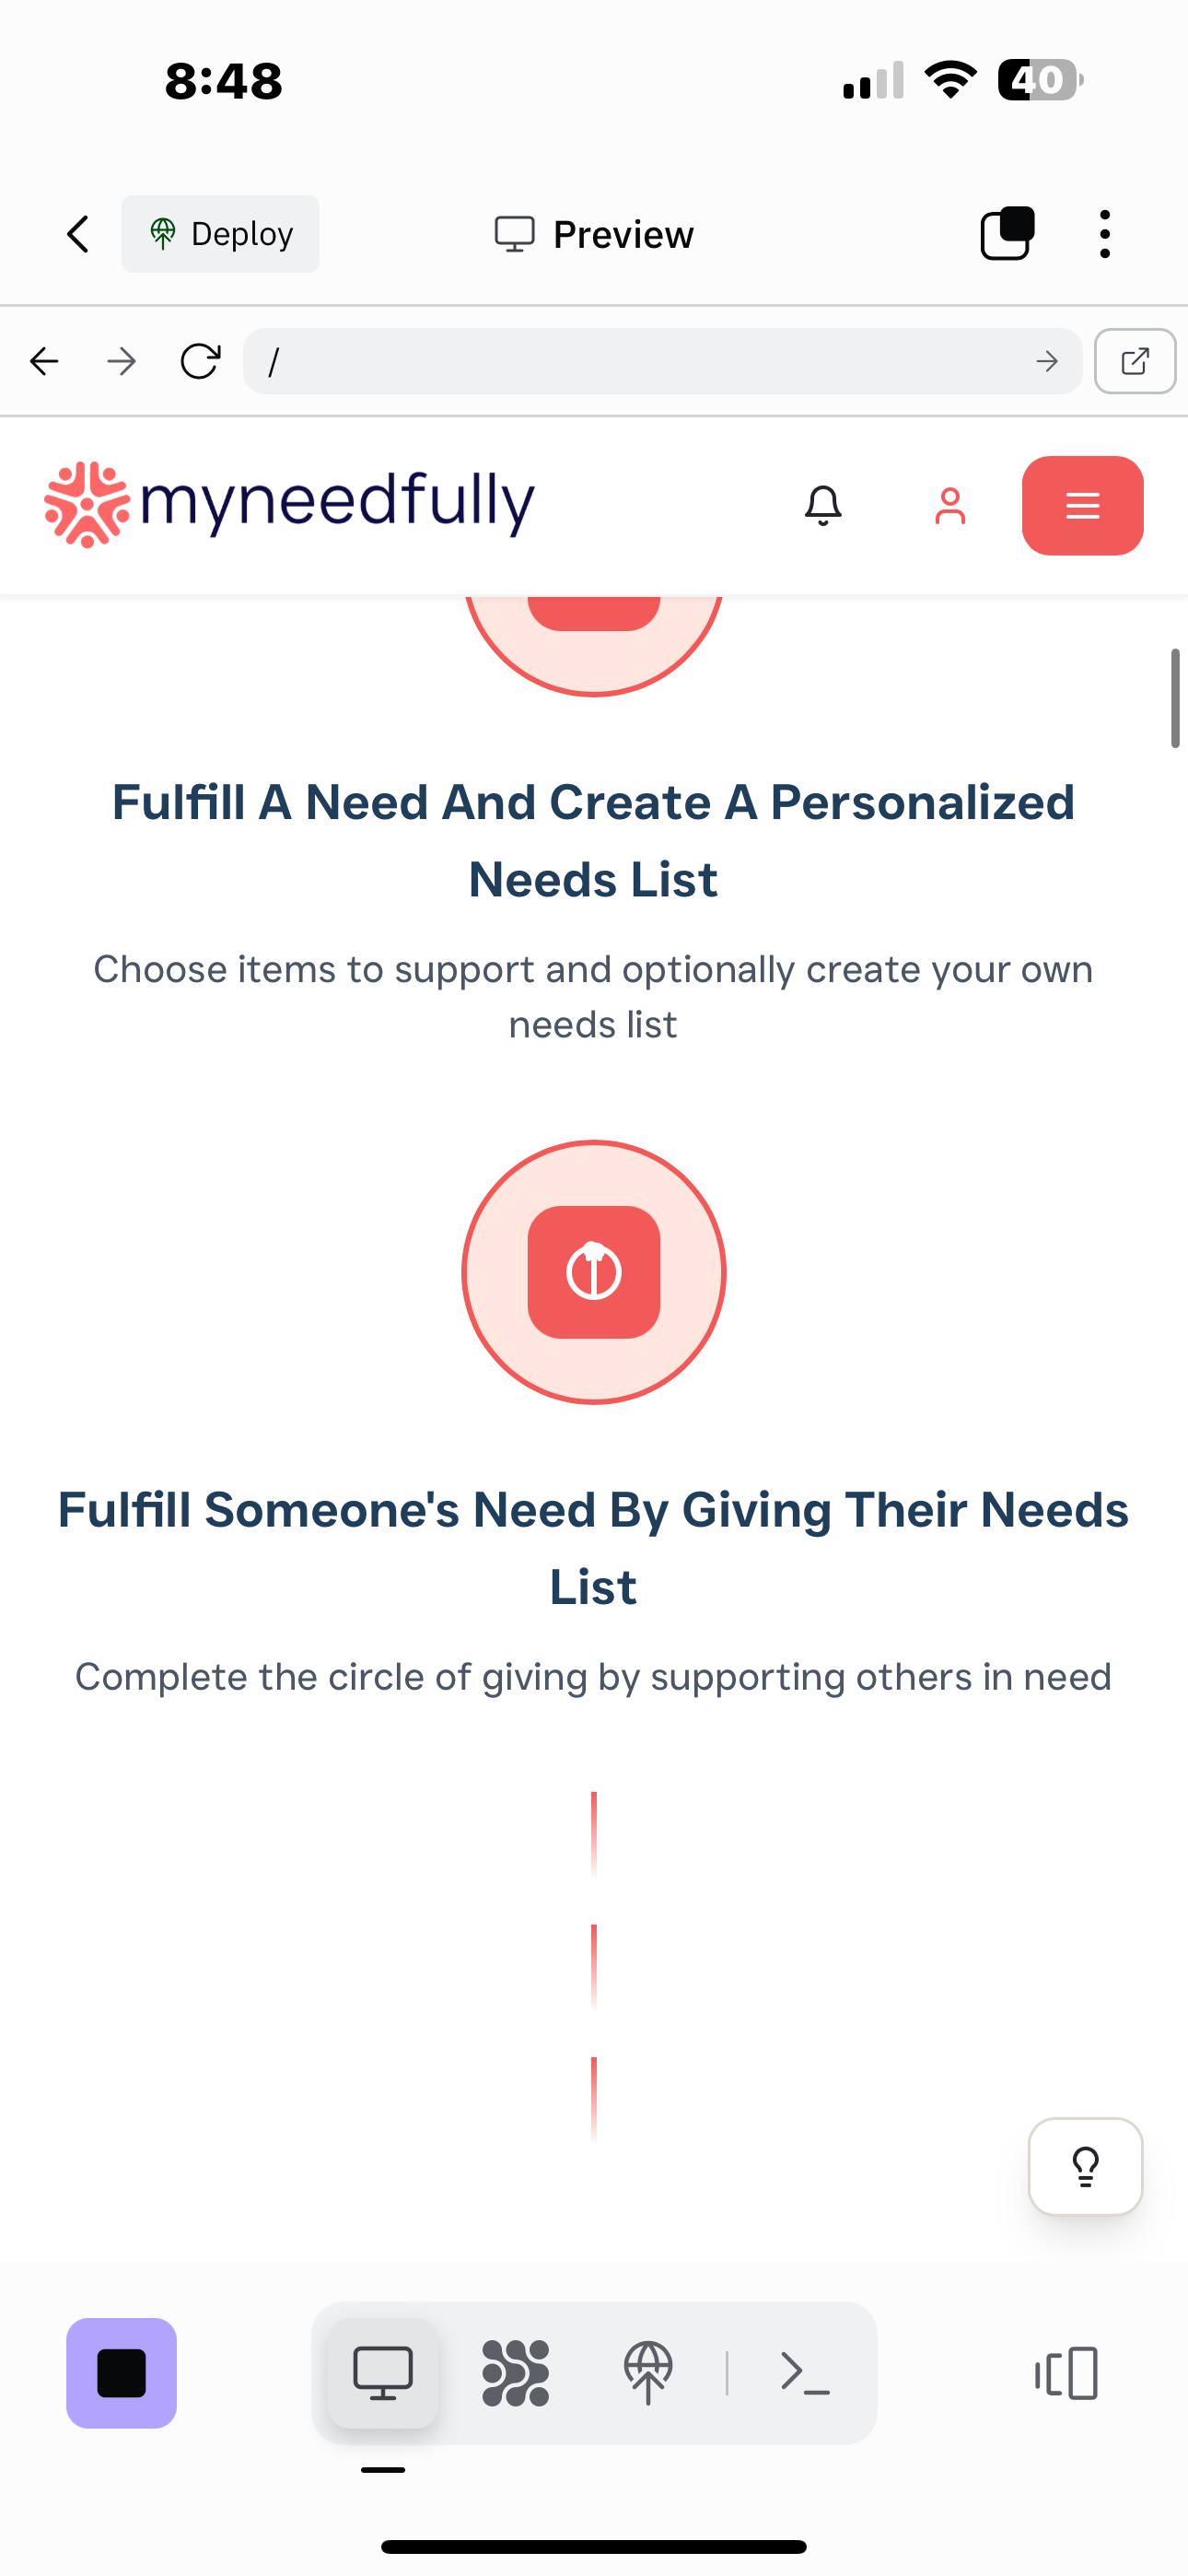 8:48
40
Deploy
Preview
/
myneedfully
Fulfill A Need And Create A Personalized
Needs List
Choose items to support and optionally create your own
needs list
Fulfill Someone's Need By Giving Their Needs
List
Complete the circle of giving by supporting others in need